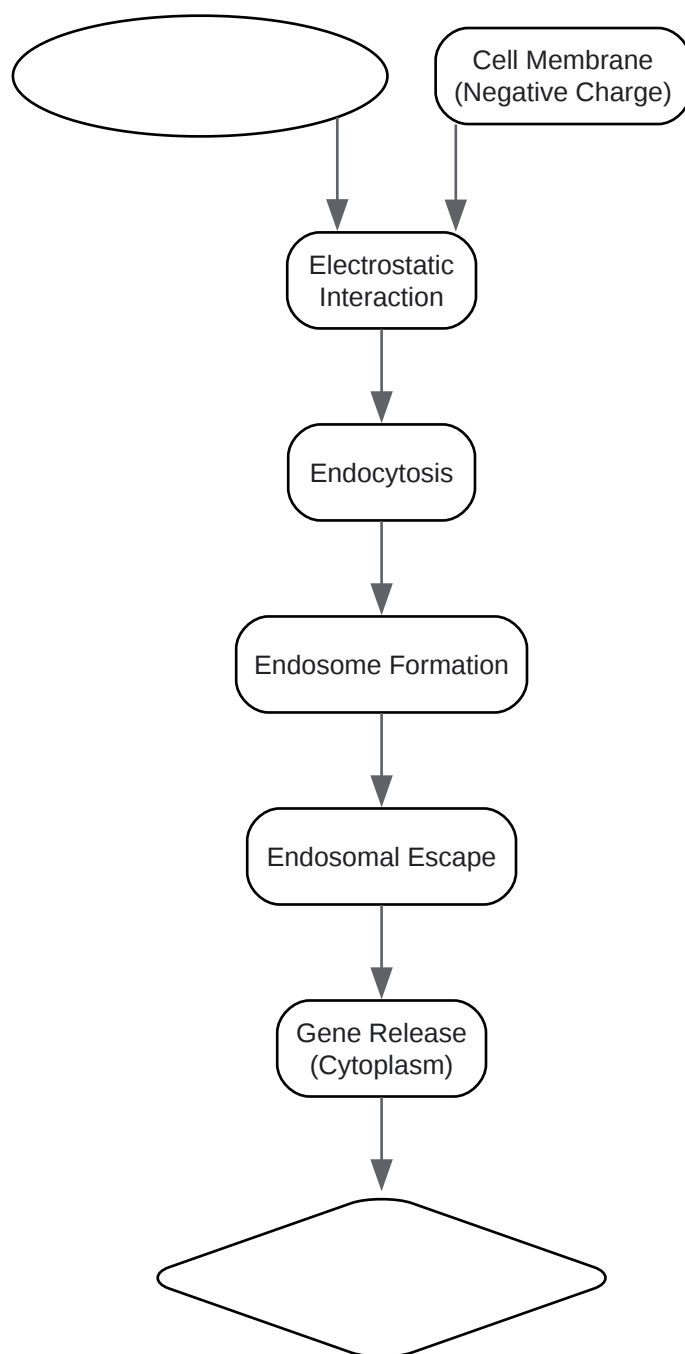 Cell Membrane
(Negative Charge)
Electrostatic
Interaction
Endocytosis
Endosome Formation
Endosomal Escape
Gene Release
(Cytoplasm)